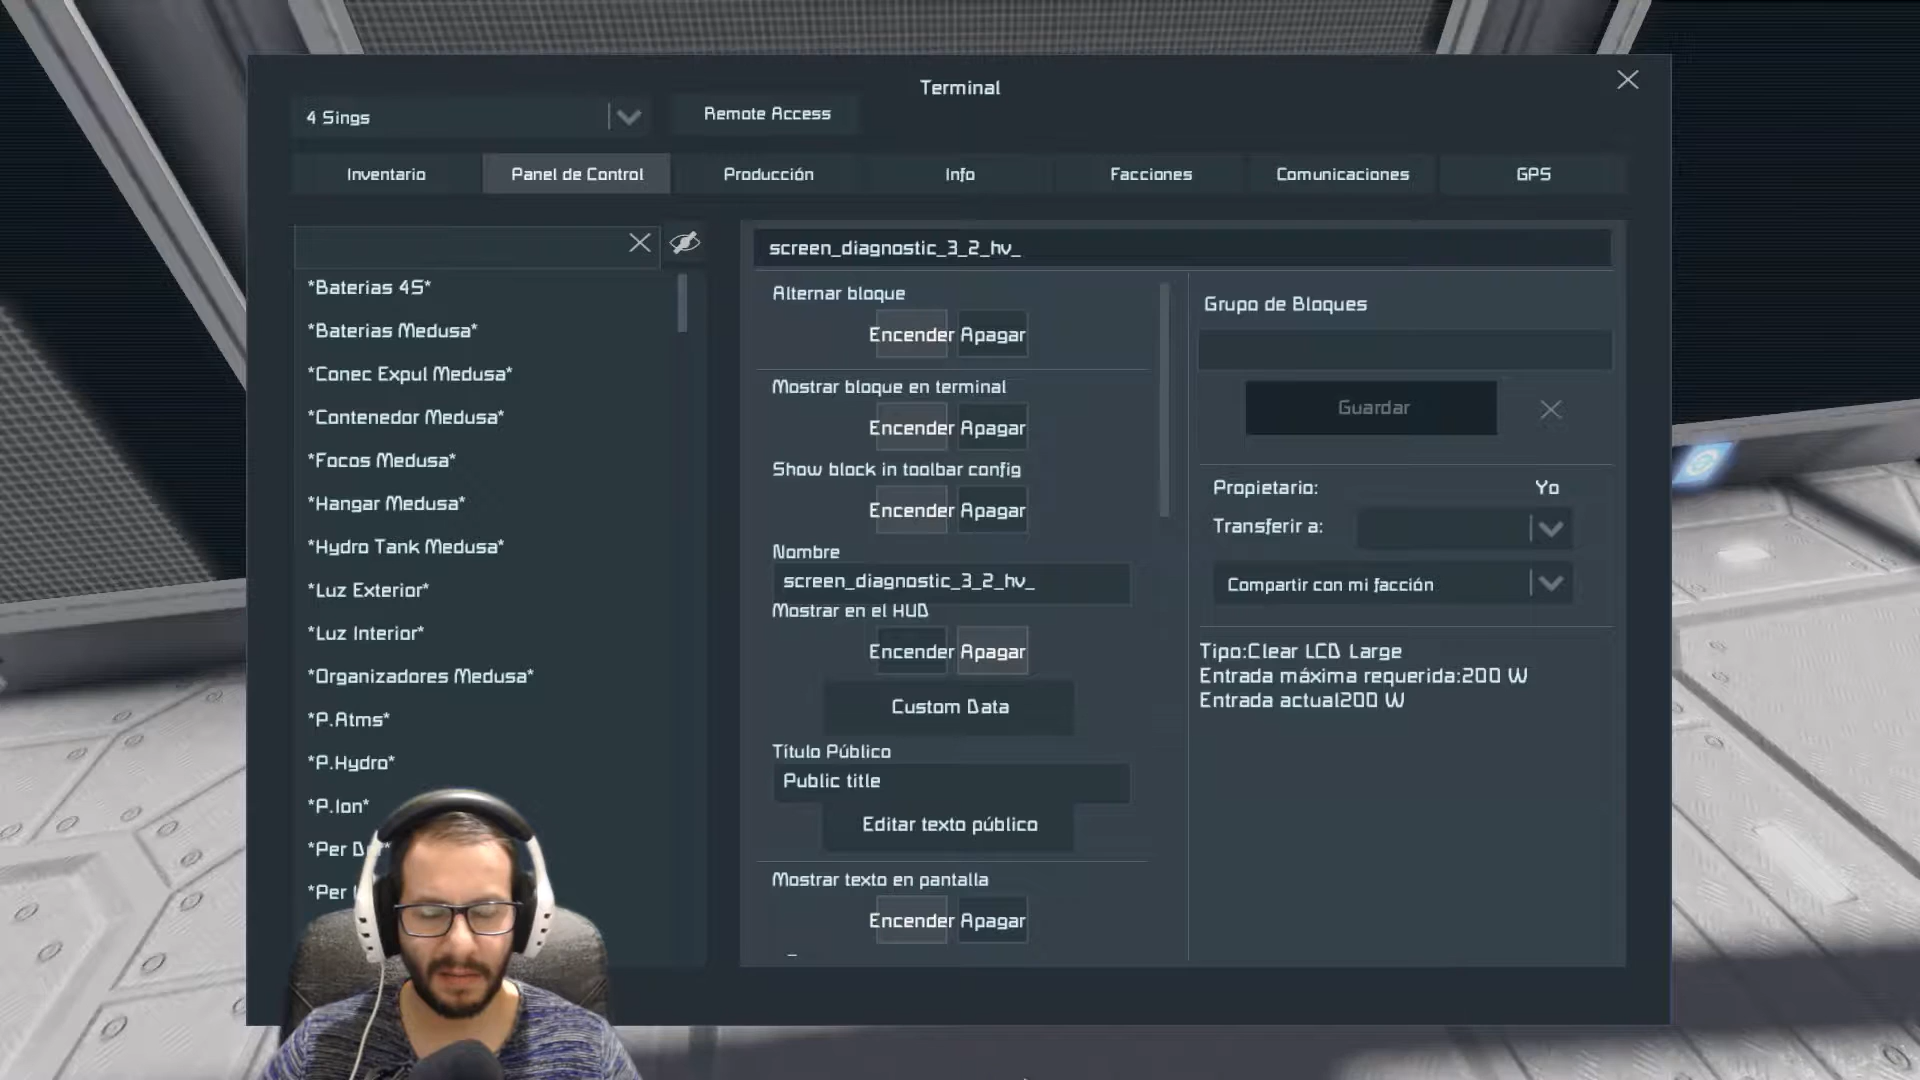 Terminal
4 Sings
Remote Access
Inventario
Panel de Control
Producción
Info
Facciones
Comunicaciones
GPS
*Baterias 4S*
*Baterias Medusa*
*Conec Expul Medusa*
*Contenedor Medusa*
*Focos Medusa*
*Hangar Medusa*
*Hydro Tank Medusa*
*Luz Exterior*
*Luz Interior*
*Organizadores Medusa*
*P.Atms*
*P.Hydro*
*P.Ion*
*Per
*Per
screen_diagnostic_3_2_hv_
Alternar bloque
Encender Apagar
Mostrar bloque en terminal
Encender Apagar
Show block in toolbar config
Encender Apagar
Nombre
screen_diagnostic_3_2_hv_
Mostrar en el HUD
Encender Apagar
Custom Data
Título Público
Public title
Editar texto público
Mostrar texto en pantalla
Encender Apagar
Grupo de Bloques
Guardar
Propietario: Yo
Transferir a:
Compartir con mi facción
Tipo:Clear LCD Large
Entrada máxima requerida:200 W
Entrada actual200 W